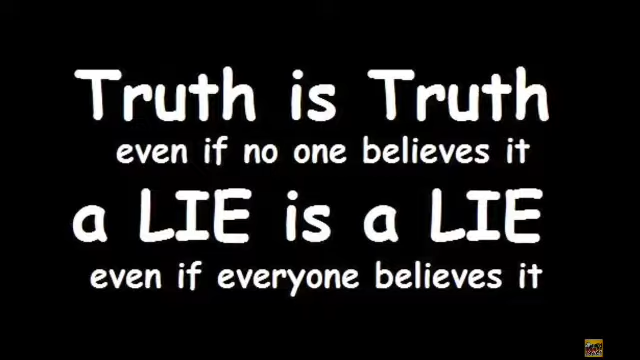 Truth is Truth
even if no one believes it
a LIE is a LIE
even if everyone believes it